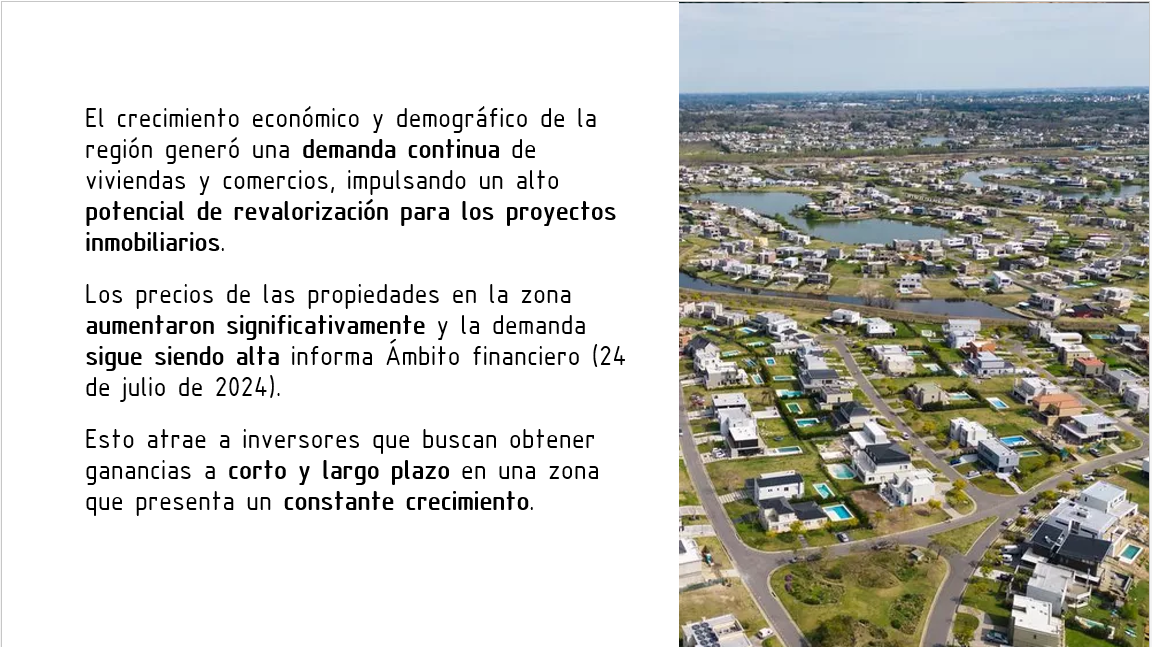 El crecimiento económico y demográfico de la
región generó una demanda continua de
viviendas y comercios, impulsando un alto
potencial de revalorización para los proyectos
inmobiliarios.
Los precios de las propiedades en la zona
aumentaron significativamente y la demanda
sigue siendo alta informa Ámbito financiero (24
de julio de 2024).
Esto atrae a inversores que buscan obtener
ganancias a corto y largo plazo en una zona
que presenta un constante crecimiento.